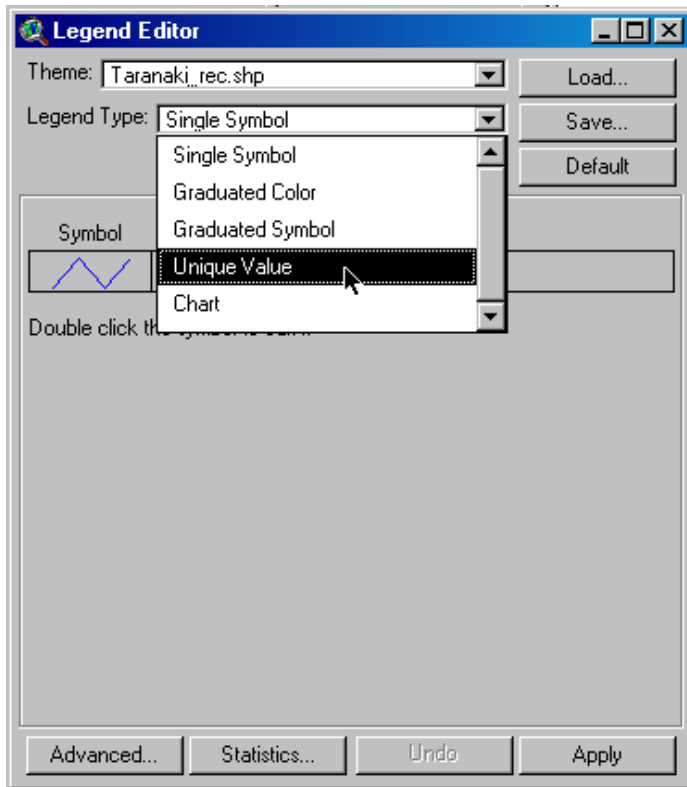 Legend Editor
Theme: Taranaki_rec.shp
Load...
Legend Type: Single Symbol
Save...
Single Symbol
Default
Graduated Color
Graduated Symbol
Symbol
Unique Value
Chart
Double click the
Advanced... Statistics... Undo Apply